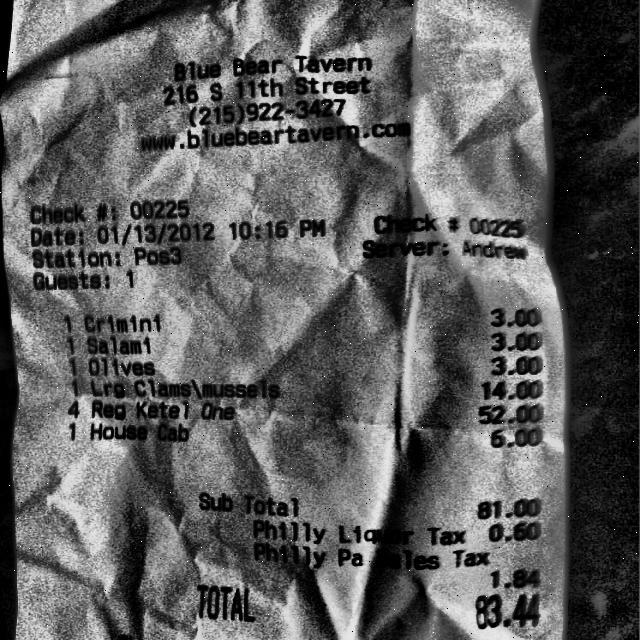 Blue Bear Tavern
216 S 11th Street
(215)922-3427
www.bluebeartavern.com
Check #: 00225
Date: 01/13/2012 10:16 PM Check # 00225
Station: Pos3 Server: Andrew
Guests: 1
1 Crimini 3.00
1 Salami 3.00
1 Olives 3.00
1 Lrg Clams\mussels 14.00
4 Reg Ketel One 52.00
1 House Cab 6.00
Sub Total 81.00
Philly Liquor Tax 0.60
Philly Pa Sales Tax
1.84
TOTAL 83.44